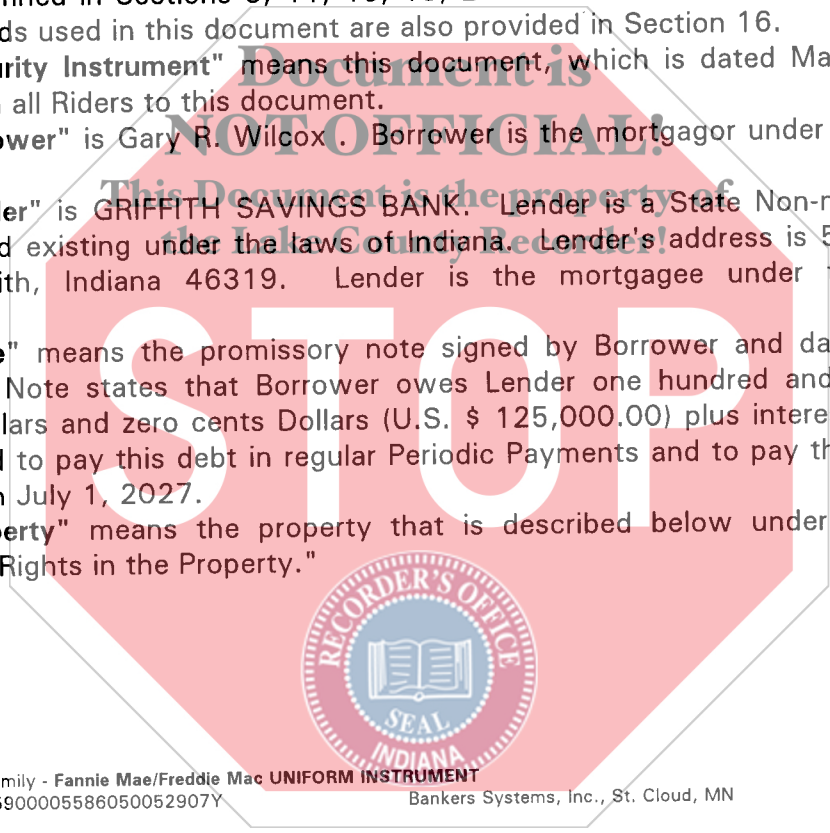 ds used in this document are also provided in Section 16.
urity Instrument" means this document, which is dated Ma
all Riders to this document.
ower" is Gary R. Wilcox . Borrower is the mortgagor under
er" is GRIFFITH SAVINGS BANK. Lender is a State Non-m
d existing under the laws of Indiana. Lender's address is 5
ith, Indiana 46319. Lender is the mortgagee under
e" means the promissory note signed by Borrower and da
Note states that Borrower owes Lender one hundred and
lars and zero cents Dollars (U.S. $ 125,000.00) plus intere
d to pay this debt in regular Periodic Payments and to pay th
n July 1, 2027.
perty" means the property that is described below under
Rights in the Property."
mily - Fannie Mae/Freddie Mac UNIFORM INSTRUMENT
5900005586050052907Y
Bankers Systems, Inc., St. Cloud, MN
Document is
NOT OFFICIAL!
This Document is the property of
the Lake County Recorder!
STOP
RECORDER'S OFFICE
SEAL
INDIANA